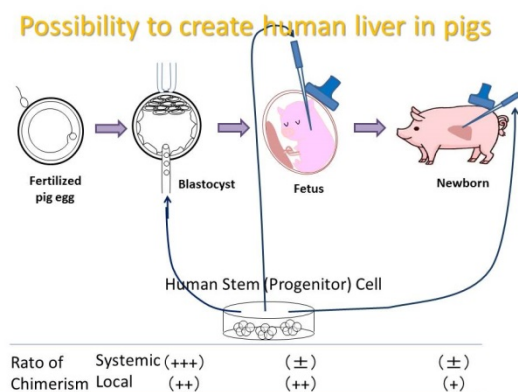 Possibility to create human liver in pigs
Fertilized
pig egg
Blastocyst
Fetus
Newborn
Human Stem (Progenitor) Cell
Rato of Systemic (+++) (±) (±)
Chimerism Local (++) (++) (+)